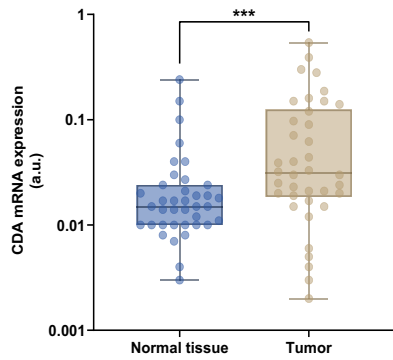 ***
1
0.1
0.01
0.001
CDA mRNA expression
(a.u.)
Normal tissue
Tumor